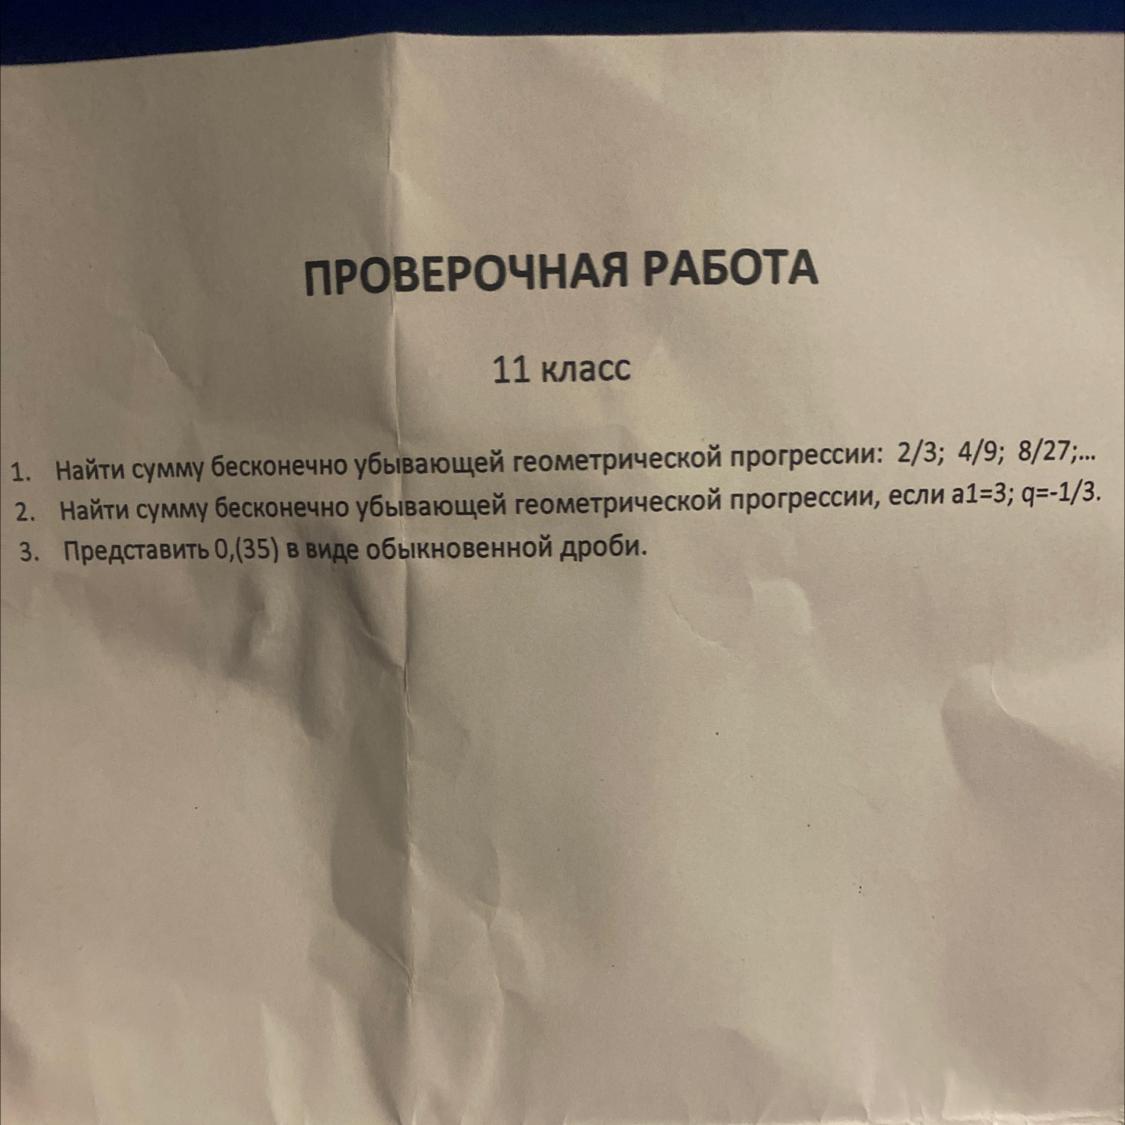 ПРОВЕРОЧНАЯ РАБОТА
11 класс
1. Найти сумму бесконечно убывающей геометрической прогрессии: 2/3; 4/9; 8/27;...
2. Найти сумму бесконечно убывающей геометрической прогрессии, если a1=3; q=-1/3.
3. Представить 0,(35) в виде обыкновенной дроби.